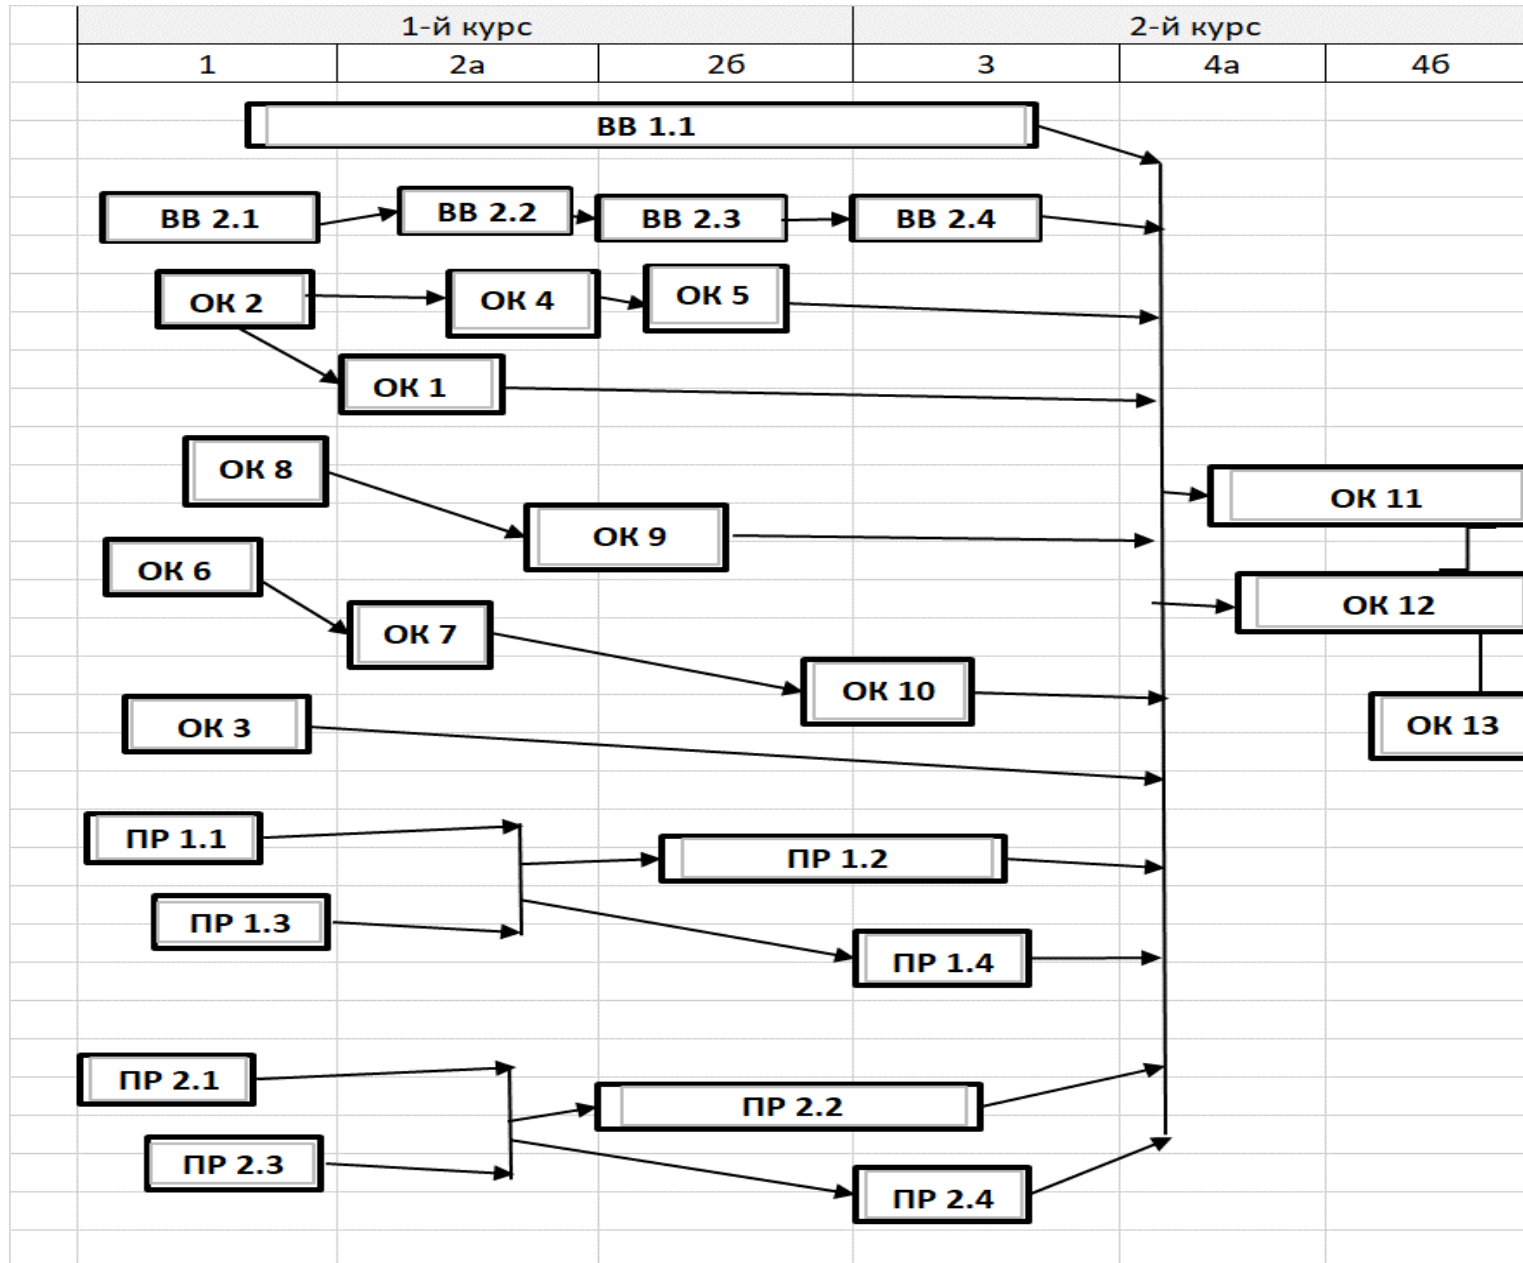 1-й курс 2-й курс
1 2а 2б 3 4а 4б
ВВ 1.1
ВВ 2.1 ВВ 2.2 ВВ 2.3 ВВ 2.4
ОК 2 ОК 4 ОК 5
ОК 1
ОК 8
ОК 11
ОК 9
ОК 6
ОК 12
ОК 7
ОК 10
ОК 3 ОК 13
ПР 1.1
ПР 1.2
ПР 1.3
ПР 1.4
ПР 2.1
ПР 2.2
ПР 2.3
ПР 2.4